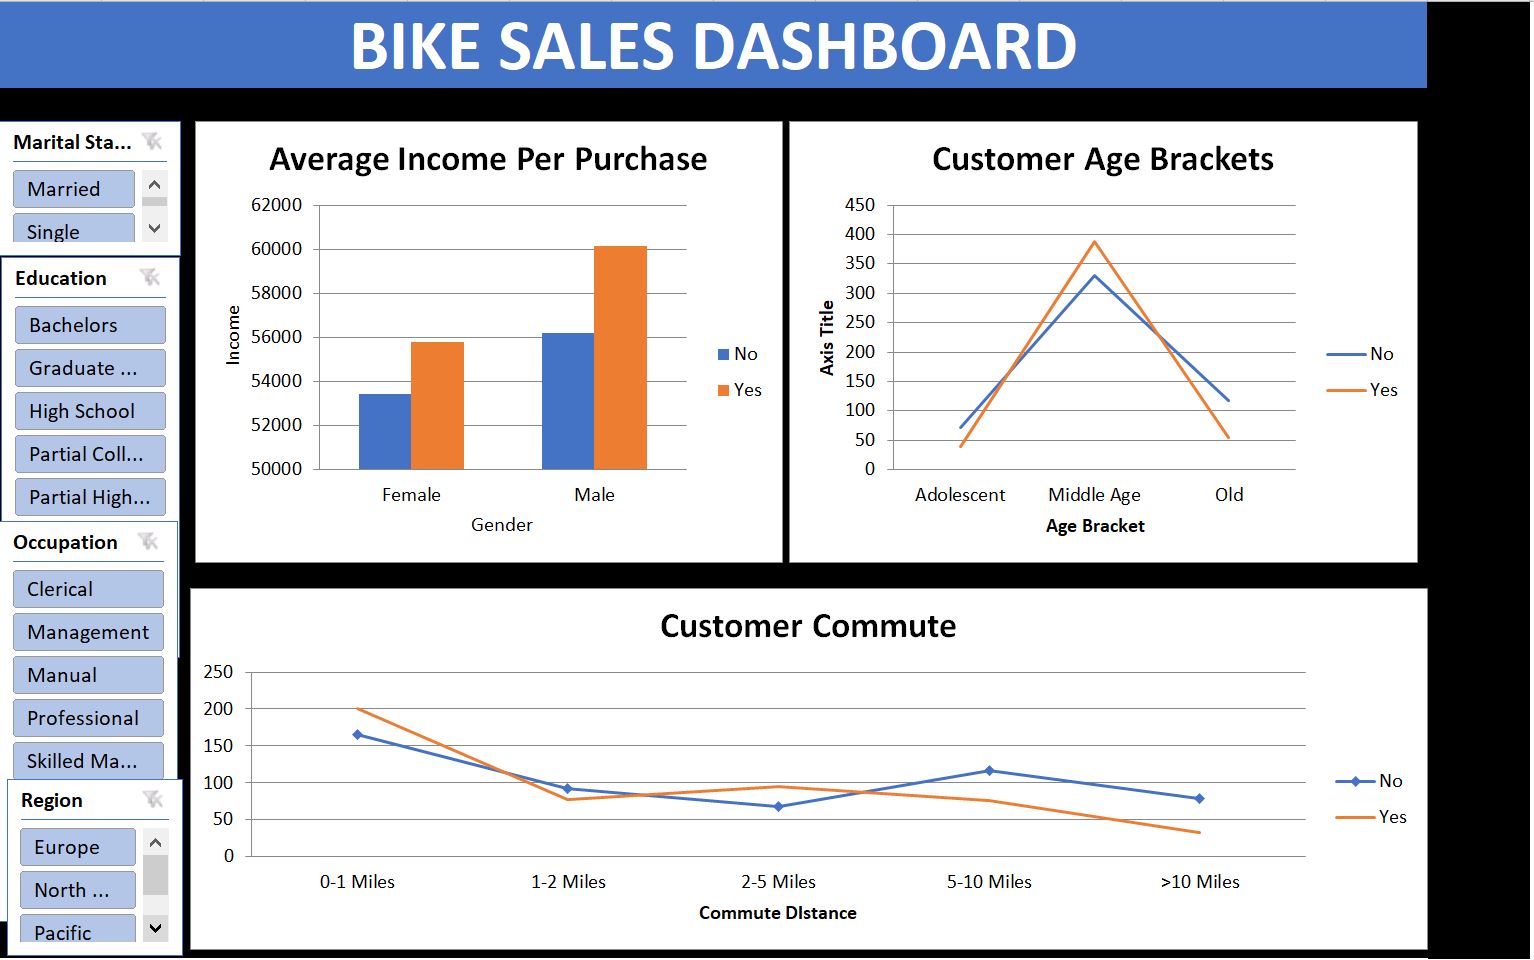 BIKE SALES DASHBOARD
Marital Sta...
Married
Single
Education
Bachelors
Graduate ...
High School
Partial Coll...
Partial High...
Occupation
Clerical
Management
Manual
Professional
Skilled Ma...
Region
Europe
North ...
Pacific
Average Income Per Purchase
62000
60000
58000
56000
54000
52000
50000
Income
Female
Male
Gender
No
Yes
Customer Age Brackets
450
400
350
300
250
200
150
100
50
0
Axis Title
Adolescent
Middle Age
Old
Age Bracket
No
Yes
Customer Commute
250
200
150
100
50
0
0-1 Miles
1-2 Miles
2-5 Miles
5-10 Miles
>10 Miles
Commute DIstance
No
Yes